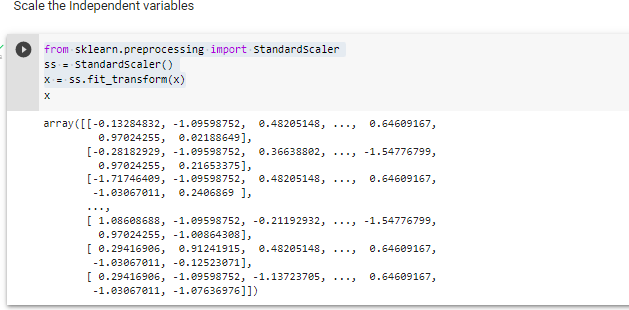 Scale the Independent variables
from sklearn.preprocessing import StandardScaler
ss = StandardScaler()
x = ss.fit_transform(x)
x
array([[-0.13284832, -1.09598752,  0.48205148, ...,  0.64609167,
         0.97024255,  0.02188649],
       [-0.28182929, -1.09598752,  0.36638802, ..., -1.54776799,
         0.97024255,  0.21653375],
       [-1.71746409, -1.09598752,  0.48205148, ...,  0.64609167,
        -1.03067011,  0.2406869 ],
       ...,
       [ 1.08608688, -1.09598752, -0.21192932, ..., -1.54776799,
         0.97024255, -1.00864308],
       [ 0.29416906,  0.91241915,  0.48205148, ...,  0.64609167,
        -1.03067011, -0.12523071],
       [ 0.29416906, -1.09598752, -1.13723705, ...,  0.64609167,
        -1.03067011, -1.07636976]])